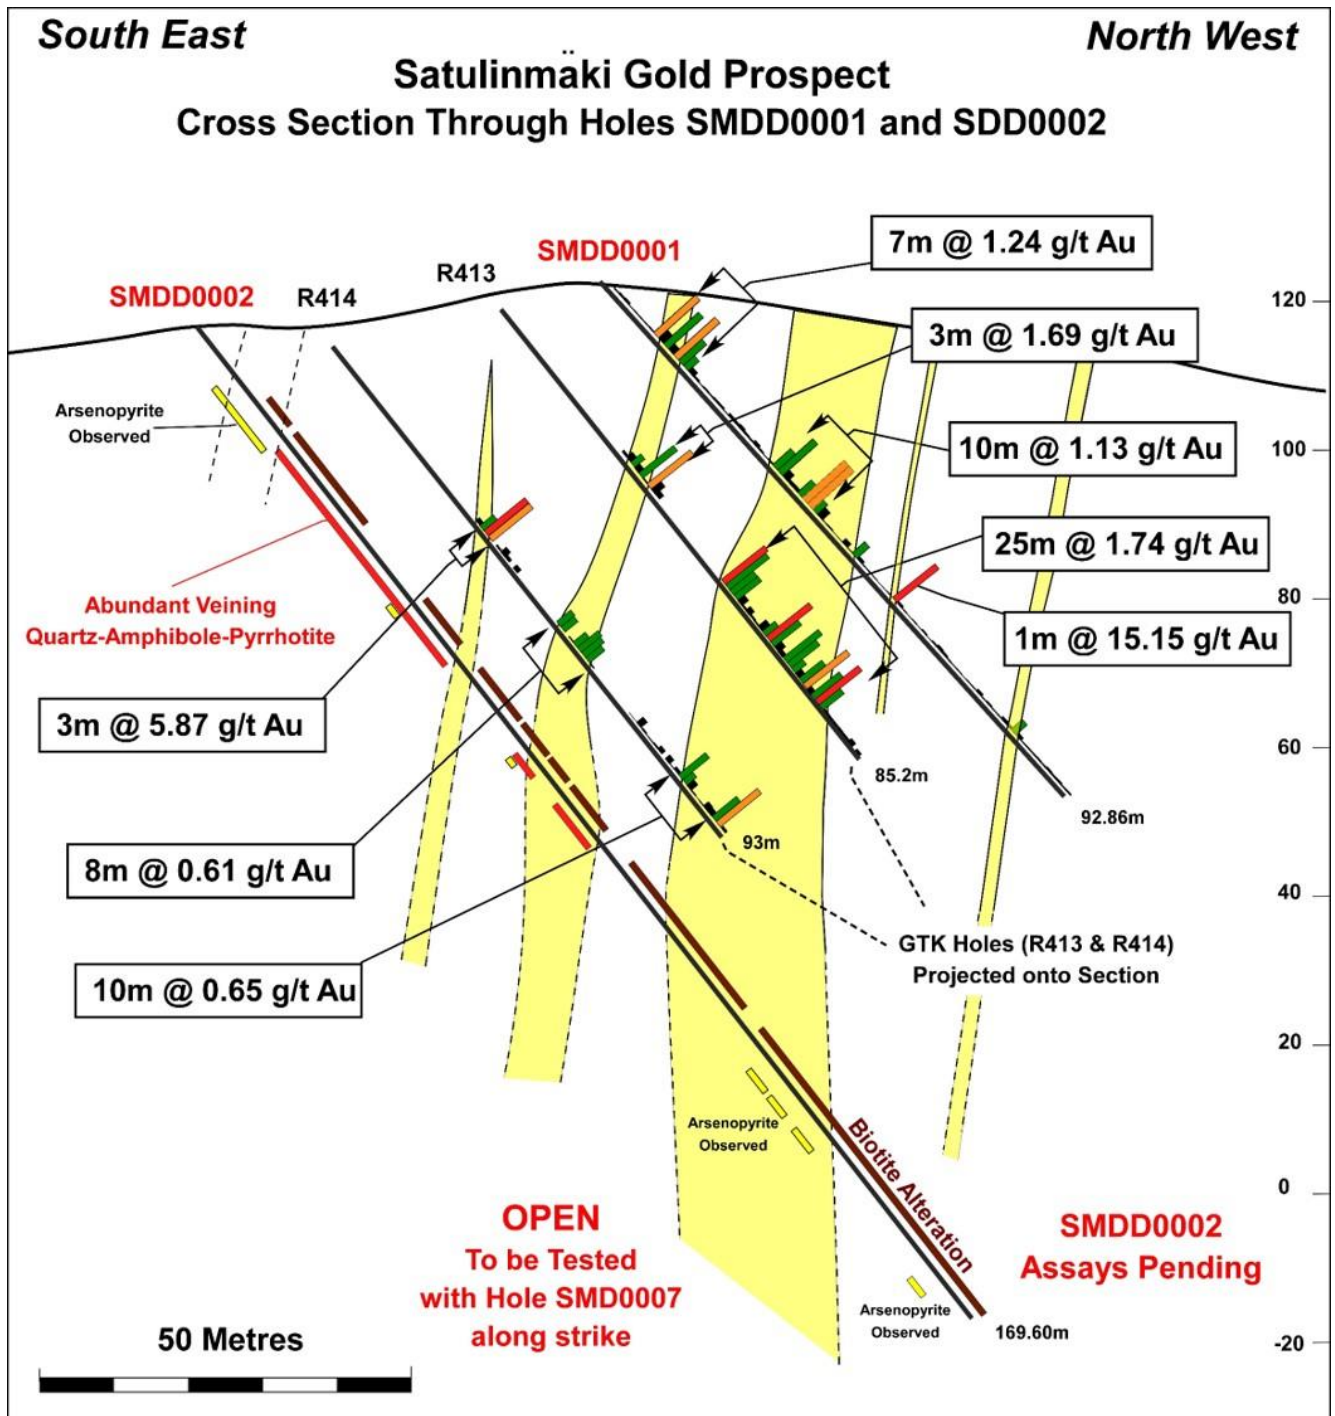 South East
North West
Satulinmäki Gold Prospect
Cross Section Through Holes SMDD0001 and SDD0002
7m @ 1.24 g/t Au
SMDD0001
R413
SMDD0002
R414
120
3m @ 1.69 g/t Au
Arsenopyrite
Observed
100
10m @ 1.13 g/t Au
25m @ 1.74 g/t Au
80
Abundant Veining
Quartz-Amphibole-Pyrrhotite
1m @ 15.15 g/t Au
3m @ 5.87 g/t Au
60
85.2m
92.86m
93m
8m @ 0.61 g/t Au
40
GTK Holes (R413 & R414)
Projected onto Section
10m @ 0.65 g/t Au
20
Arsenopyrite
Observed
Biotite Alteration
0
OPEN
To be Tested
with Hole SMD0007
along strike
SMDD0002
Assays Pending
Arsenopyrite
Observed
169.60m
50 Metres
-20